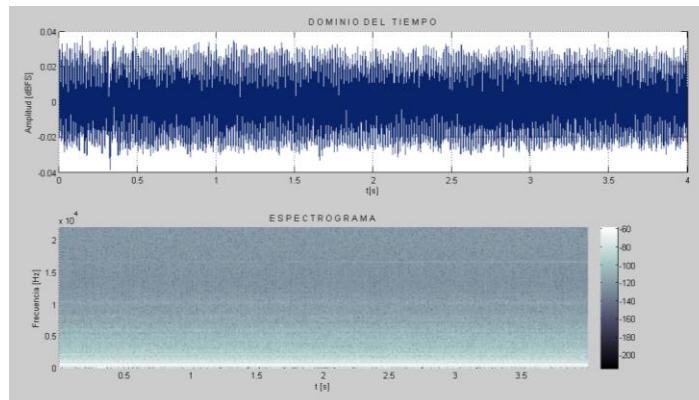 DOMINIO DEL TIEMPO
0.04
0.02
0
-0.02
-0.04
Amplitud [dBFS]
0 0.5 1 1.5 2 2.5 3 3.5 4
t[s]
ESPECTROGRAMA
x 10^4
2
1.5
1
0.5
0
Frecuencia [Hz]
0.5 1 1.5 2 2.5 3 3.5
t [s]
-60
-80
-100
-120
-140
-160
-180
-200